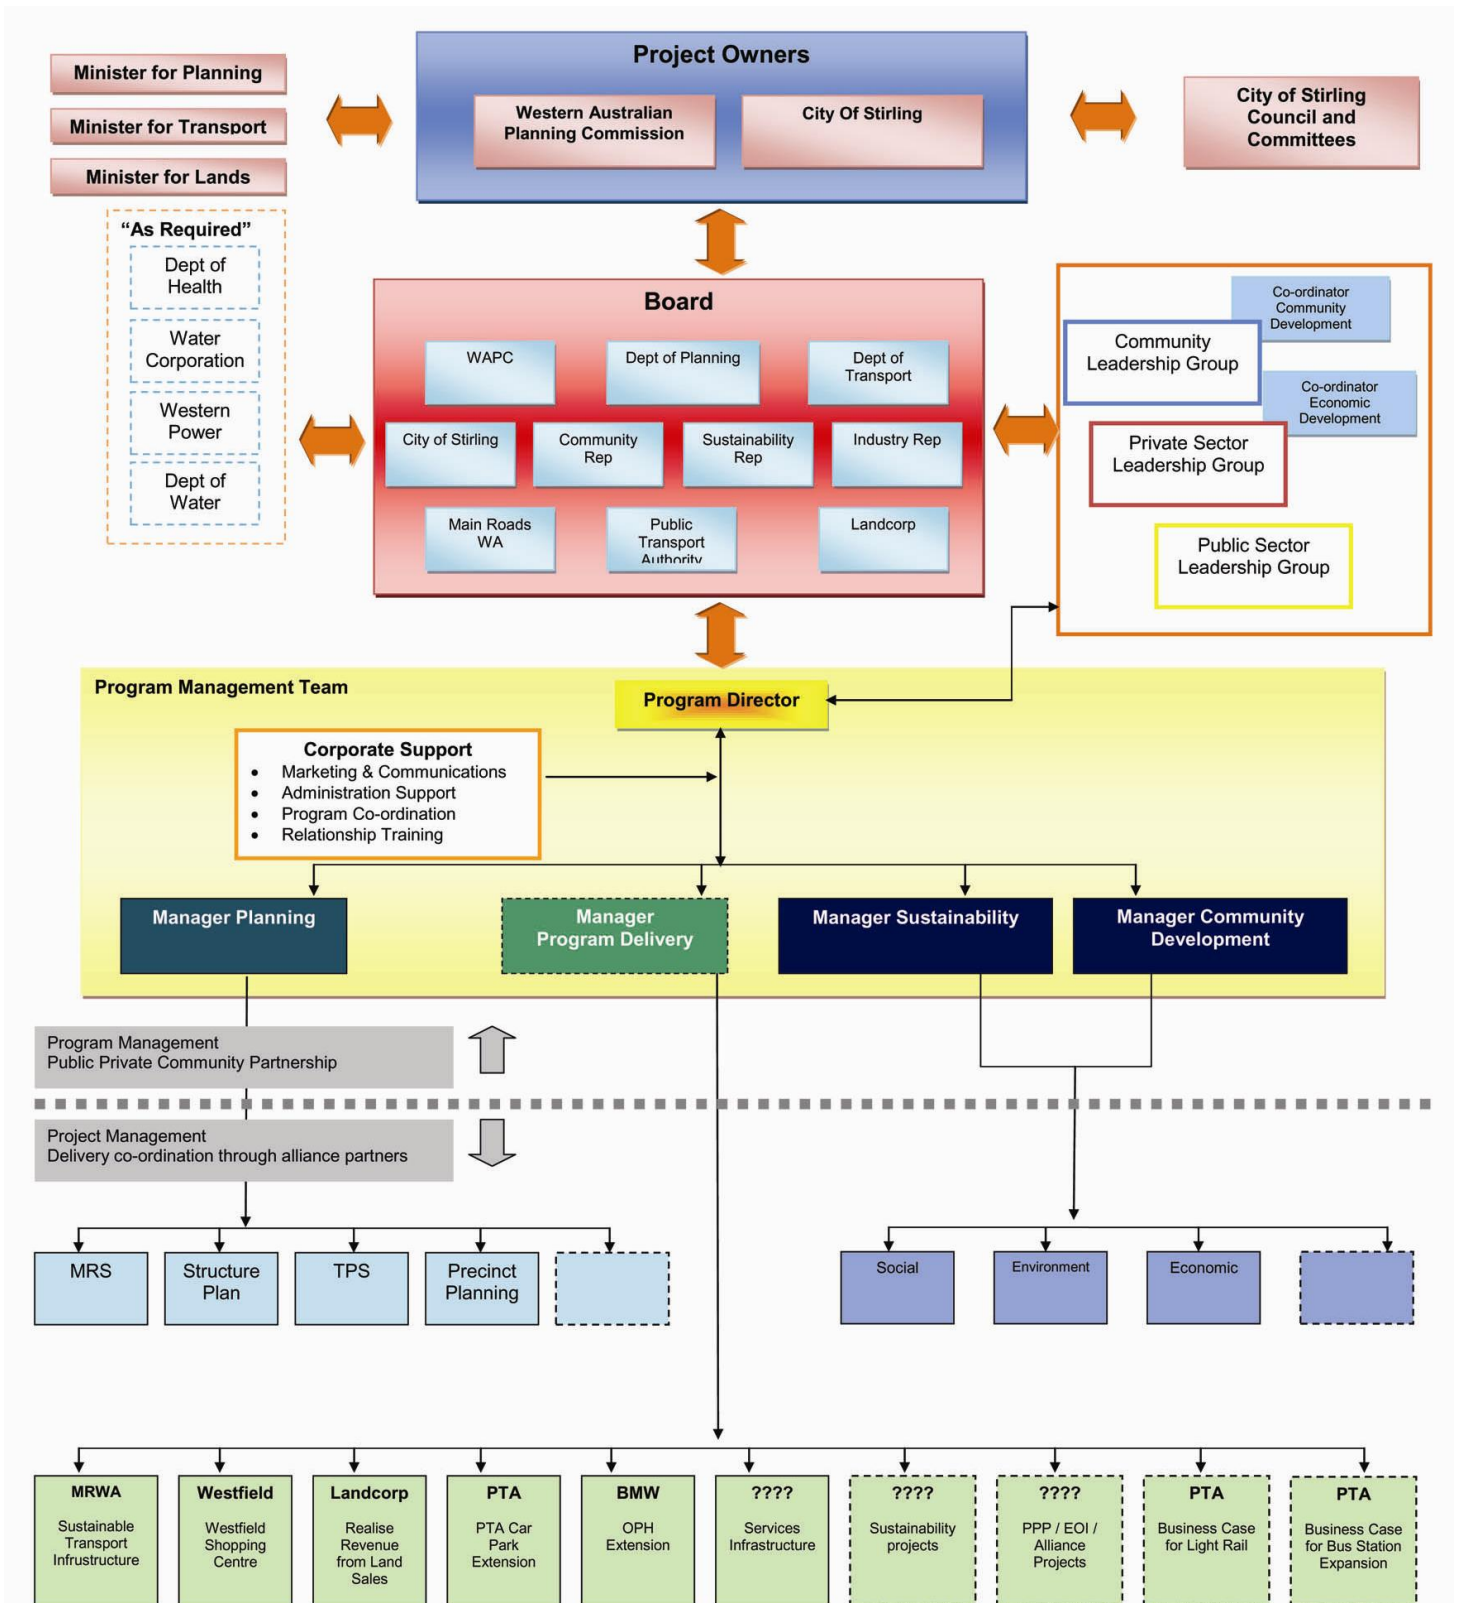 Project Owners
Minister for Planning
Minister for Transport
Minister for Lands
Western Australian
Planning Commission
City Of Stirling
City of Stirling
Council and
Committees
“As Required”
Dept of
Health
Water
Corporation
Western
Power
Dept of
Water
Board
WAPC
Dept of Planning
Dept of
Transport
City of Stirling
Community
Rep
Sustainability
Rep
Industry Rep
Main Roads
WA
Public
Transport
Authority
Landcorp
Co-ordinator
Community
Development
Community
Leadership Group
Co-ordinator
Economic
Development
Private Sector
Leadership Group
Public Sector
Leadership Group
Program Management Team
Program Director
Corporate Support
• Marketing & Communications
• Administration Support
• Program Co-ordination
• Relationship Training
Manager Planning
Manager
Program Delivery
Manager Sustainability
Manager Community
Development
Program Management
Public Private Community Partnership
Project Management
Delivery co-ordination through alliance partners
MRS
Structure
Plan
TPS
Precinct
Planning
Social
Environment
Economic
MRWA
Sustainable
Transport
Infrustructure
Westfield
Westfield
Shopping
Centre
Landcorp
Realise
Revenue
from Land
Sales
PTA
PTA Car
Park
Extension
BMW
OPH
Extension
????
Services
Infrastructure
????
Sustainability
projects
????
PPP / EOI /
Alliance
Projects
PTA
Business Case
for Light Rail
PTA
Business Case
for Bus Station
Expansion